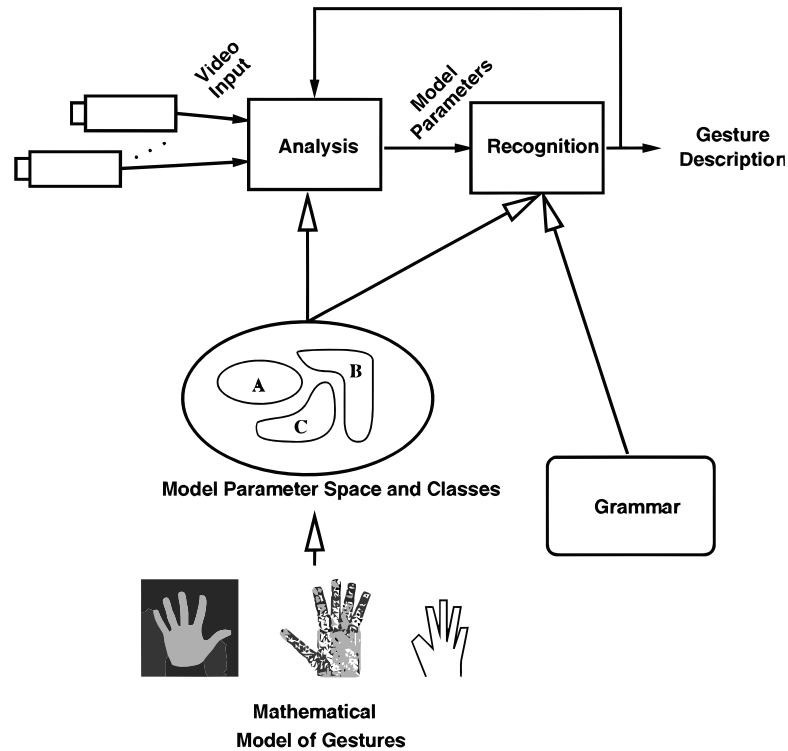 Video
Input
Analysis
Model
Parameters
Recognition
Gesture
Description
A
B
C
Model Parameter Space and Classes
Grammar
Mathematical
Model of Gestures